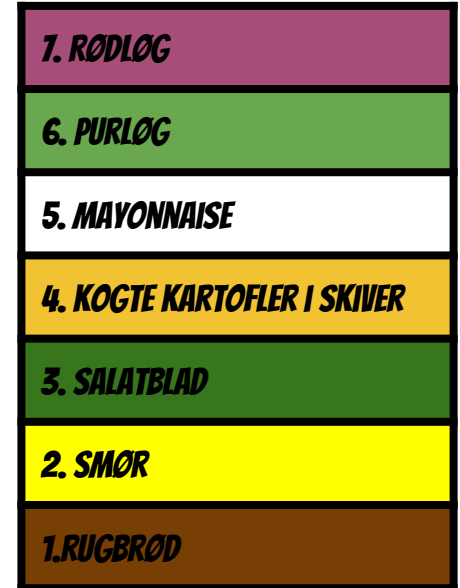 7. RØDLØG
6. PURLØG
5. MAYONNAISE
4. KOGTE KARTOFLER I SKIVER
3. SALATBLAD
2. SMØR
1.RUGBRØD